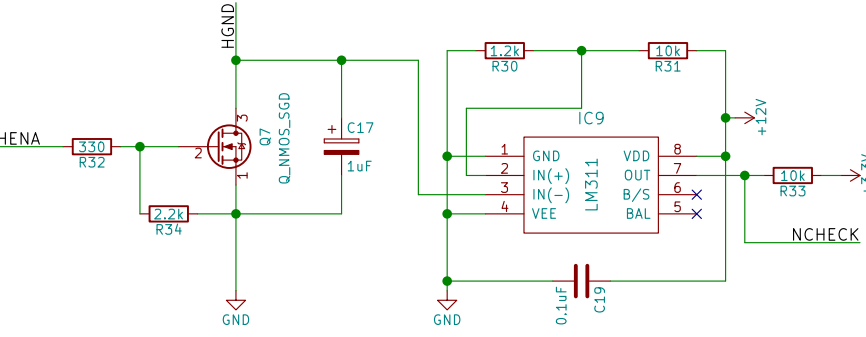 HGND
1.2k
R30
10k
R31
+12V
HENA
330
R32
3
2
1
Q7
Q_NMOS_SGD
+ C17
1uF
2.2k
R34
IC9
LM311
1 GND
2 IN(+)
3 IN(-)
4 VEE
VDD 8
OUT 7
B/S 6
BAL 5
10k
R33
NCHECK
0.1uF
C19
GND
GND